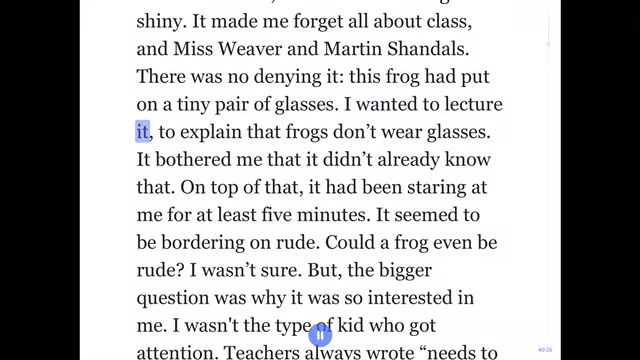 shiny. It made me forget all about class,
and Miss Weaver and Martin Shandals.
There was no denying it: this frog had put
on a tiny pair of glasses. I wanted to lecture
it, to explain that frogs don’t wear glasses.
It bothered me that it didn’t already know
that. On top of that, it had been staring at
me for at least five minutes. It seemed to
be bordering on rude. Could a frog even be
rude? I wasn’t sure. But, the bigger
question was why it was so interested in
me. I wasn't the type of kid who got
attention. Teachers always wrote “needs to